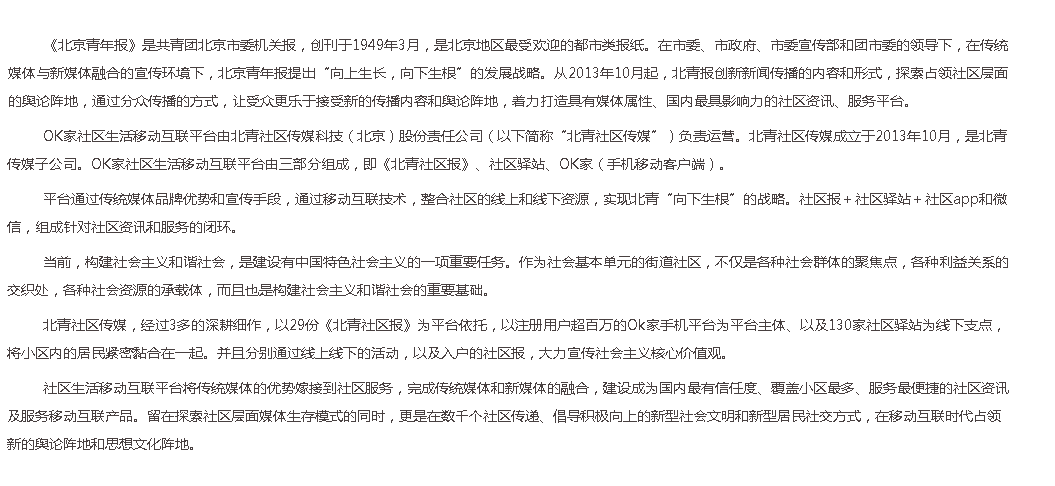 《北京青年报》是共青团北京市委机关报，创刊于1949年3月，是北京地区最受欢迎的都市类报纸。在市委、市政府、市委宣传部和团市委的领导下，在传统
媒体与新媒体融合的宣传环境下，北京青年报提出“向上生长，向下生根”的发展战略。从2013年10月起，北青报创新新闻传播的内容和形式，探索占领社区层面
的舆论阵地，通过分众传播的方式，让受众更乐于接受新的传播内容和舆论阵地，着力打造具有媒体属性、国内最具影响力的社区资讯、服务平台。
OK家社区生活移动互联平台由北青社区传媒科技（北京）股份责任公司（以下简称“北青社区传媒”）负责运营。北青社区传媒成立于2013年10月，是北青
传媒子公司。OK家社区生活移动互联平台由三部分组成，即《北青社区报》、社区驿站、OK家（手机移动客户端）。
平台通过传统媒体品牌优势和宣传手段，通过移动互联技术，整合社区的线上和线下资源，实现北青“向下生根”的战略。社区报＋社区驿站＋社区app和微
信，组成针对社区资讯和服务的闭环。
当前，构建社会主义和谐社会，是建设有中国特色社会主义的一项重要任务。作为社会基本单元的街道社区，不仅是各种社会群体的聚焦点，各种利益关系的
交织处，各种社会资源的承载体，而且也是构建社会主义和谐社会的重要基础。
北青社区传媒，经过3多的深耕细作，以29份《北青社区报》为平台依托，以注册用户超百万的Ok家手机平台为平台主体、以及130家社区驿站为线下支点，
将小区内的居民紧密黏合在一起。并且分别通过线上线下的活动，以及入户的社区报，大力宣传社会主义核心价值观。
社区生活移动互联平台将传统媒体的优势嫁接到社区服务，完成传统媒体和新媒体的融合，建设成为国内最有信任度、覆盖小区最多、服务最便捷的社区资讯
及服务移动互联产品。留在探索社区层面媒体生存模式的同时，更是在数千个社区传递、倡导积极向上的新型社会文明和新型居民社交方式，在移动互联时代占领
新的舆论阵地和思想文化阵地。